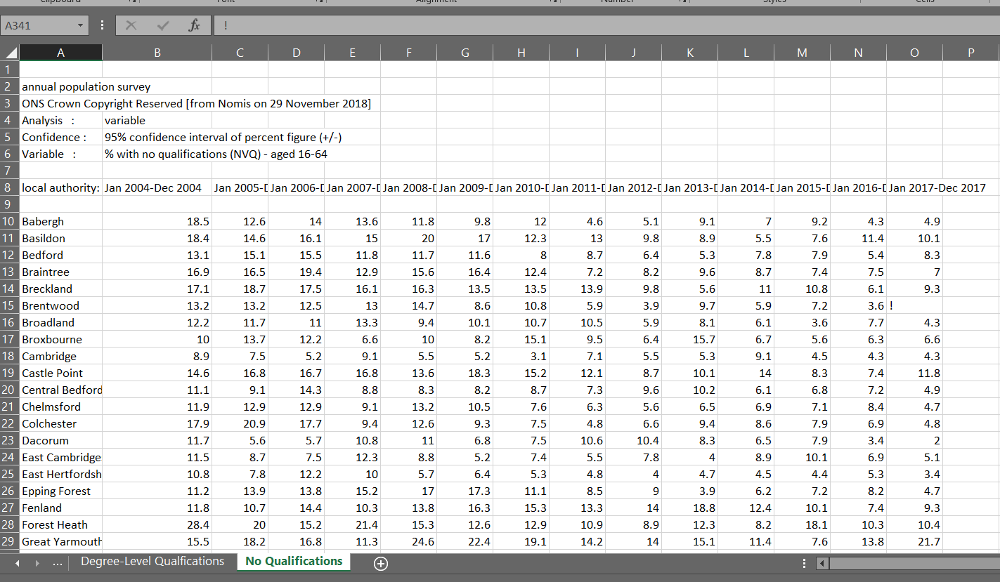 Clipboard Font Alignment Number Styles Cells
A341 fx !
A B C D E F G H I J K L M N O P
1
2 annual population survey
3 ONS Crown Copyright Reserved [from Nomis on 29 November 2018]
4 Analysis : variable
5 Confidence : 95% confidence interval of percent figure (+/-)
6 Variable : % with no qualifications (NVQ) - aged 16-64
7
8 local authority: Jan 2004-Dec 2004 Jan 2005-D Jan 2006-D Jan 2007-D Jan 2008-D Jan 2009-D Jan 2010-D Jan 2011-D Jan 2012-D Jan 2013-D Jan 2014-D Jan 2015-D Jan 2016-D Jan 2017-Dec 2017
9
10 Babergh 18.5 12.6 14 13.6 11.8 9.8 12 4.6 5.1 9.1 7 9.2 4.3 4.9
11 Basildon 18.4 14.6 16.1 15 20 17 12.3 13 9.8 8.9 5.5 7.6 11.4 10.1
12 Bedford 13.1 15.1 15.5 11.8 11.7 11.6 8 8.7 6.4 5.3 7.8 7.9 5.4 8.3
13 Braintree 16.9 16.5 19.4 12.9 15.6 16.4 12.4 7.2 8.2 9.6 8.7 7.4 7.5 7
14 Breckland 17.1 18.7 17.5 16.1 16.3 13.5 13.5 13.9 9.8 5.6 11 10.8 6.1 9.3
15 Brentwood 13.2 13.2 12.5 13 14.7 8.6 10.8 5.9 3.9 9.7 5.9 7.2 3.6 !
16 Broadland 12.2 11.7 11 13.3 9.4 10.1 10.7 10.5 5.9 8.1 6.1 3.6 7.7 4.3
17 Broxbourne 10 13.7 12.2 6.6 10 8.2 15.1 9.5 6.4 15.7 6.7 5.6 6.3 6.6
18 Cambridge 8.9 7.5 5.2 9.1 5.5 5.2 3.1 7.1 5.5 5.3 9.1 4.5 4.3 4.3
19 Castle Point 14.6 16.8 16.7 16.8 13.6 18.3 15.2 12.1 8.7 10.1 14 8.3 7.4 11.8
20 Central Bedford 11.1 9.1 14.3 8.8 8.3 8.2 8.7 7.3 9.6 10.2 6.1 6.8 7.2 4.9
21 Chelmsford 11.9 12.9 12.9 9.1 13.2 10.5 7.6 6.3 5.6 6.5 6.9 7.1 8.4 4.7
22 Colchester 17.9 20.9 17.7 9.4 12.6 9.3 7.5 4.8 6.6 9.4 8.6 7.9 6.9 4.8
23 Dacorum 11.7 5.6 5.7 10.8 11 6.8 7.5 10.6 10.4 8.3 6.5 7.9 3.4 2
24 East Cambridge 11.5 8.7 7.5 12.3 8.8 5.2 7.4 5.5 7.8 4 8.9 10.1 6.9 5.1
25 East Hertfordsh 10.8 7.8 12.2 10 5.7 6.4 5.3 4.8 4 4.7 4.5 4.4 5.3 3.4
26 Epping Forest 11.2 13.9 13.8 15.2 17 17.3 11.1 8.5 9 3.9 6.2 7.2 8.2 4.7
27 Fenland 11.8 10.7 14.4 10.3 13.8 16.3 15.3 13.3 14 18.8 12.4 10.1 7.4 9.3
28 Forest Heath 28.4 20 15.2 21.4 15.3 12.6 12.9 10.9 8.9 12.3 8.2 18.1 10.3 10.4
29 Great Yarmouth 15.5 18.2 16.8 11.3 24.6 22.4 19.1 14.2 14 15.1 11.4 7.6 13.8 21.7
... Degree-Level Qualfications No Qualifications